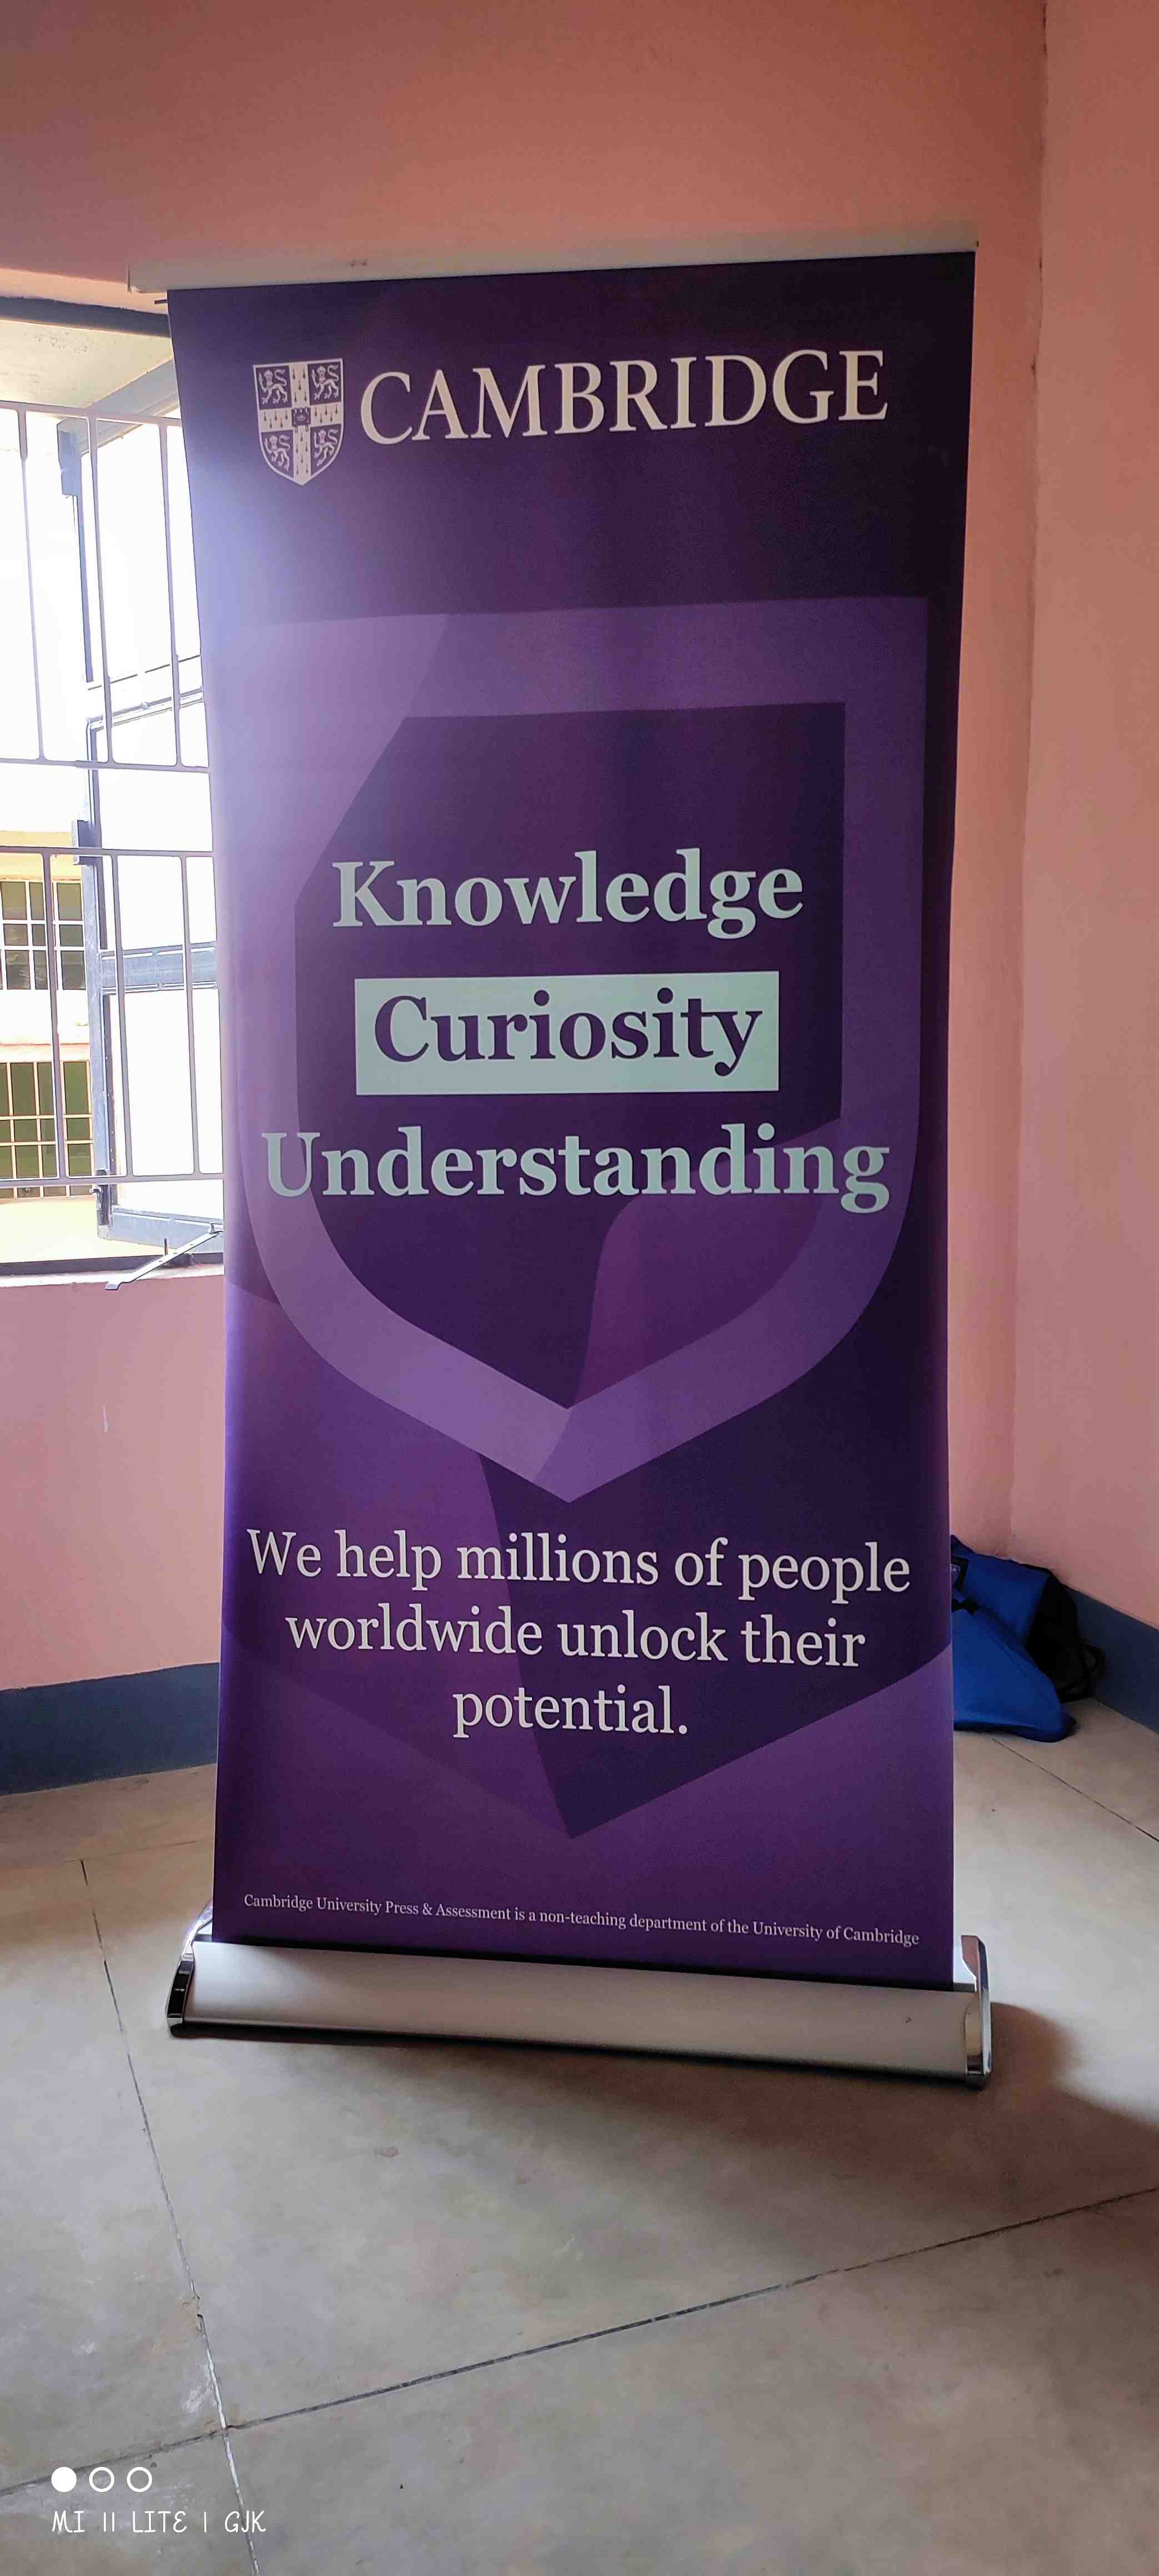 CAMBRIDGE
Knowledge
Curiosity
Understanding
We help millions of people
worldwide unlock their
potential.
Cambridge University Press & Assessment is a non-teaching department of the University of Cambridge
MI 11 LITE | GJK